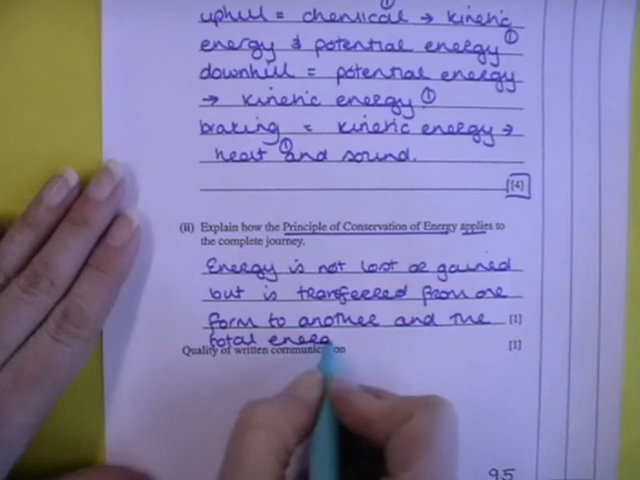 uphill = chemical ① → kinetic
energy & potential energy ①
downhill = potential energy
→ kinetic energy. ①
braking = kinetic energy →
heat ① and sound.
[4]
(ii) Explain how the Principle of Conservation of Energy applies to
the complete journey.
Energy is not lost or gained
but is transferred from one
form to another and the [1]
total energ
Quality of written communication [1]
95